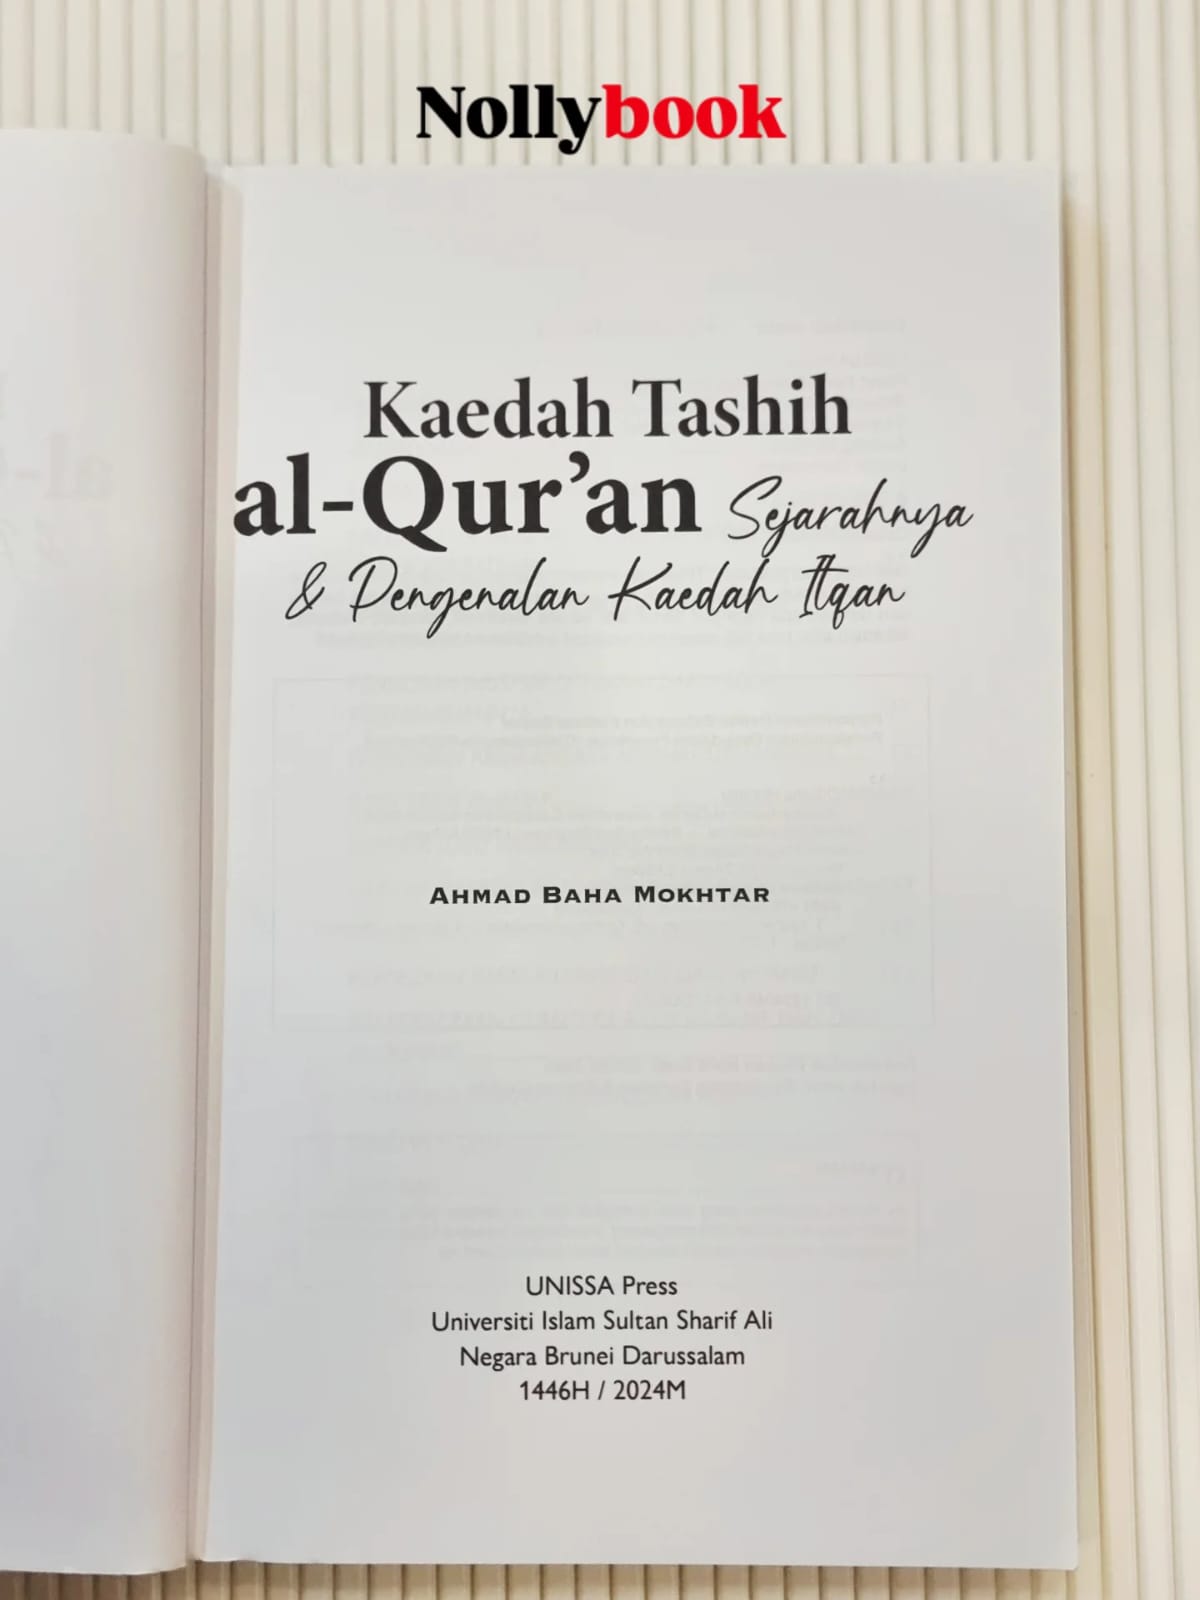 Nollybook
Kaedah Tashih
al-Qur'an Sejarahnya
& Pengenalan Kaedah Itqan
AHMAD BAHA MOKHTAR
UNISSA Press
Universiti Islam Sultan Sharif Ali
Negara Brunei Darussalam
1446H / 2024M